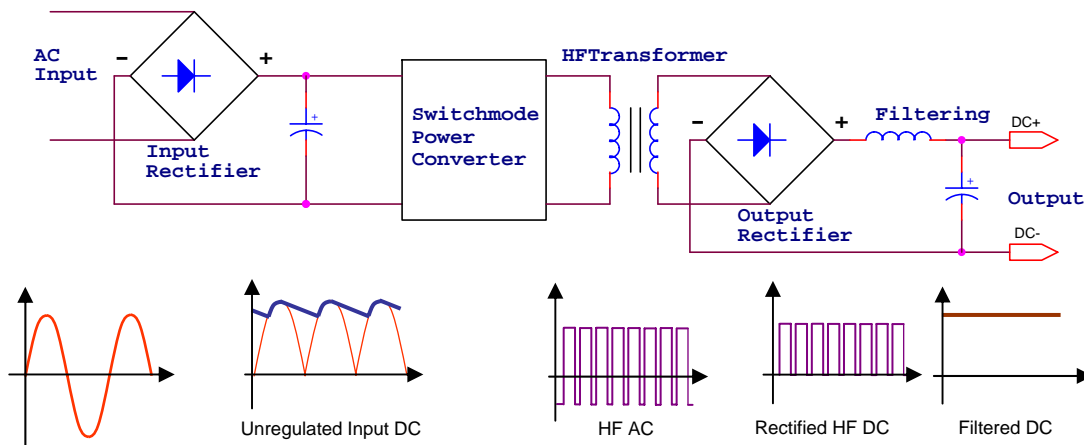 AC
Input
-
+
+
Input
Rectifier
Switchmode
Power
Converter
HFTransformer
-
+
Output
Rectifier
Filtering
+
DC+
Output
DC-
Unregulated Input DC
HF AC
Rectified HF DC
Filtered DC